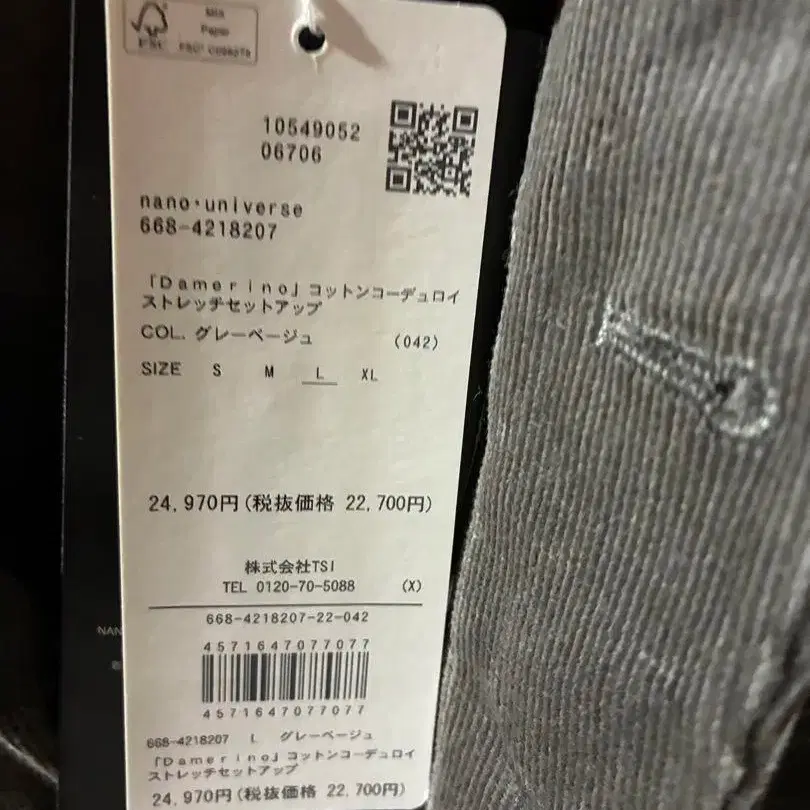 FSC
MIX
Paper
10549052
06706
nano・universe
668-4218207
「Damerino」コットンコーデュロイ
ストレッチセットアップ
COL. グレーベージュ (042)
SIZE S M L XL
24,970円(税抜価格 22,700円)
株式会社TSI
TEL 0120-70-5088 (X)
668-4218207-22-042
4571647077077
4571647077077
NAN
668-4218207 L グレーベージュ
「Damerino」コットンコーデュロイ
ストレッチセットアップ
24,970円(税抜価格 22,700円)